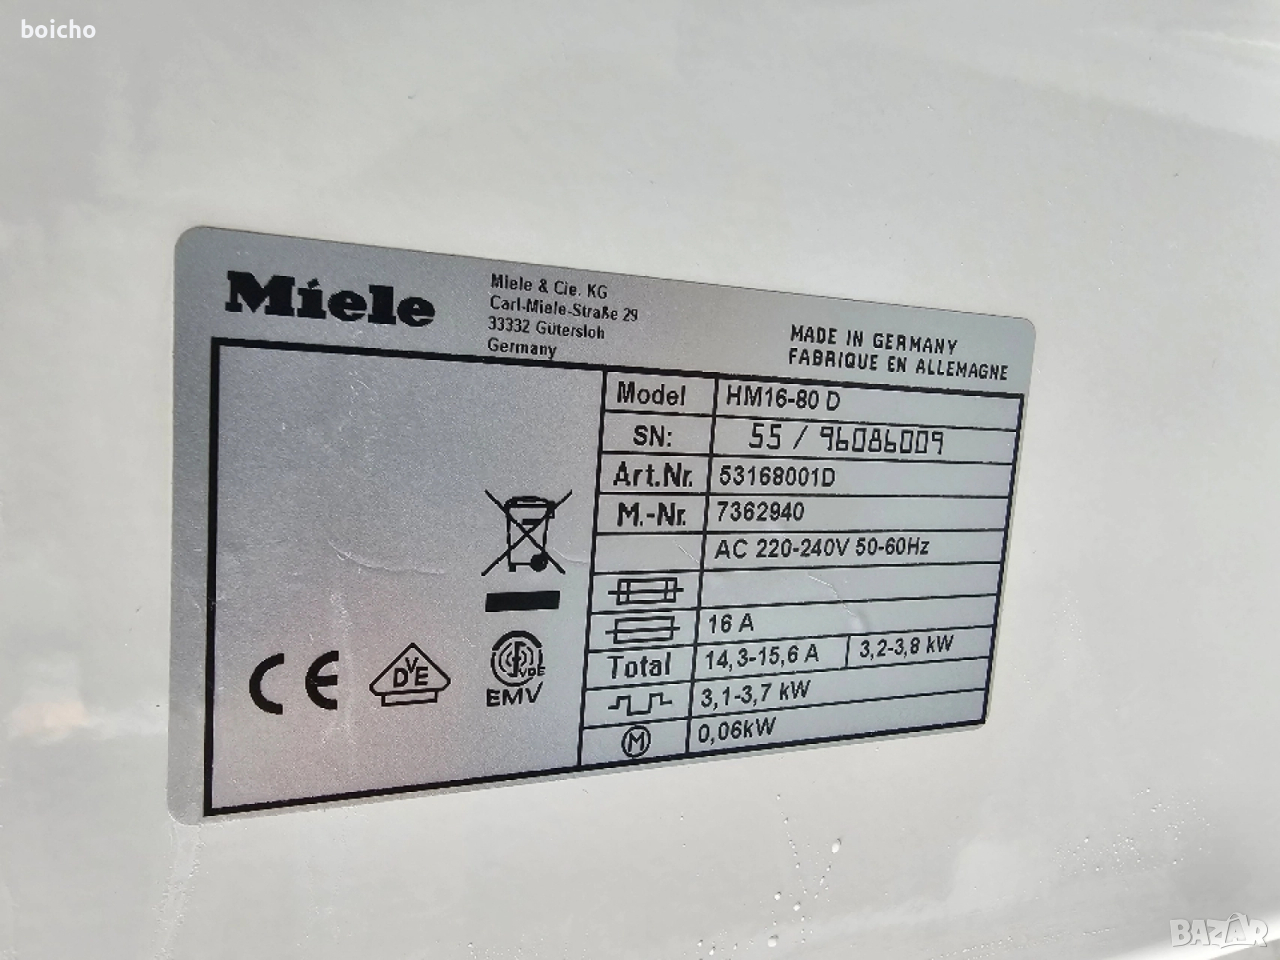 boicho
Miele
Miele & Cie. KG
Carl-Miele-Straße 29
33332 Gütersloh
Germany
MADE IN GERMANY
FABRIQUE EN ALLEMAGNE
Model HM16-80 D
SN: 55 / 96086009
Art.Nr. 53168001D
M.-Nr. 7362940
AC 220-240V 50-60Hz
16 A
Total 14,3-15,6 A 3,2-3,8 kW
3,1-3,7 kW
M 0,06kW
CE
DVE
VDE
EMV
BAZAR